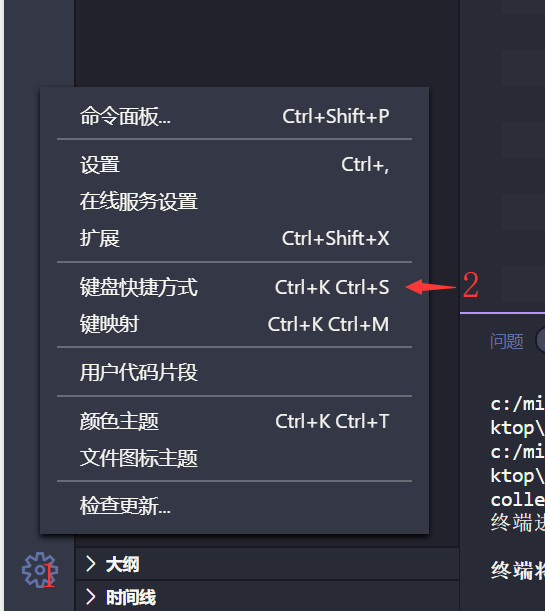 命令面板... Ctrl+Shift+P
设置 Ctrl+,
在线服务设置
扩展 Ctrl+Shift+X
键盘快捷方式 Ctrl+K Ctrl+S 2
键映射 Ctrl+K Ctrl+M
用户代码片段
颜色主题 Ctrl+K Ctrl+T
文件图标主题
检查更新...
1
大纲
时间线
问题
c:/mi
ktop\
c:/mi
ktop\
colle
终端进
终端将